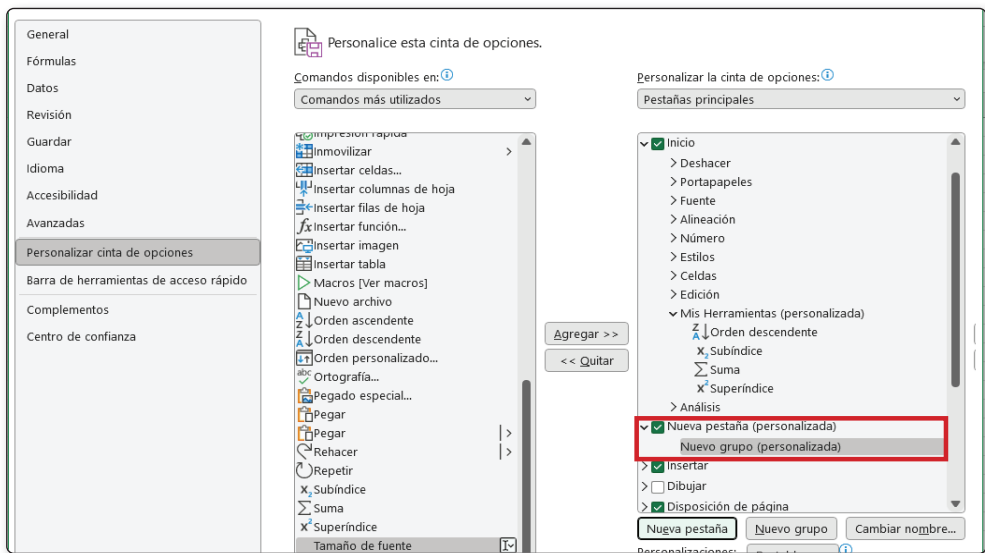 General
Fórmulas
Datos
Revisión
Guardar
Idioma
Accesibilidad
Avanzadas
Personalizar cinta de opciones
Barra de herramientas de acceso rápido
Complementos
Centro de confianza
Personalice esta cinta de opciones.
Comandos disponibles en:
Comandos más utilizados
Impresión rápida
Inmovilizar
Insertar celdas...
Insertar columnas de hoja
Insertar filas de hoja
Insertar función...
Insertar imagen
Insertar tabla
Macros [Ver macros]
Nuevo archivo
Orden ascendente
Orden descendente
Orden personalizado...
Ortografía...
Pegado especial...
Pegar
Pegar
Rehacer
Repetir
Subíndice
Suma
Superíndice
Tamaño de fuente
Agregar >>
<< Quitar
Personalizar la cinta de opciones:
Pestañas principales
Inicio
Deshacer
Portapapeles
Fuente
Alineación
Número
Estilos
Celdas
Edición
Mis Herramientas (personalizada)
Orden descendente
Subíndice
Suma
Superíndice
Análisis
Nueva pestaña (personalizada)
Nuevo grupo (personalizada)
Insertar
Dibujar
Disposición de página
Nueva pestaña
Nuevo grupo
Cambiar nombre...
Personalizaciones: